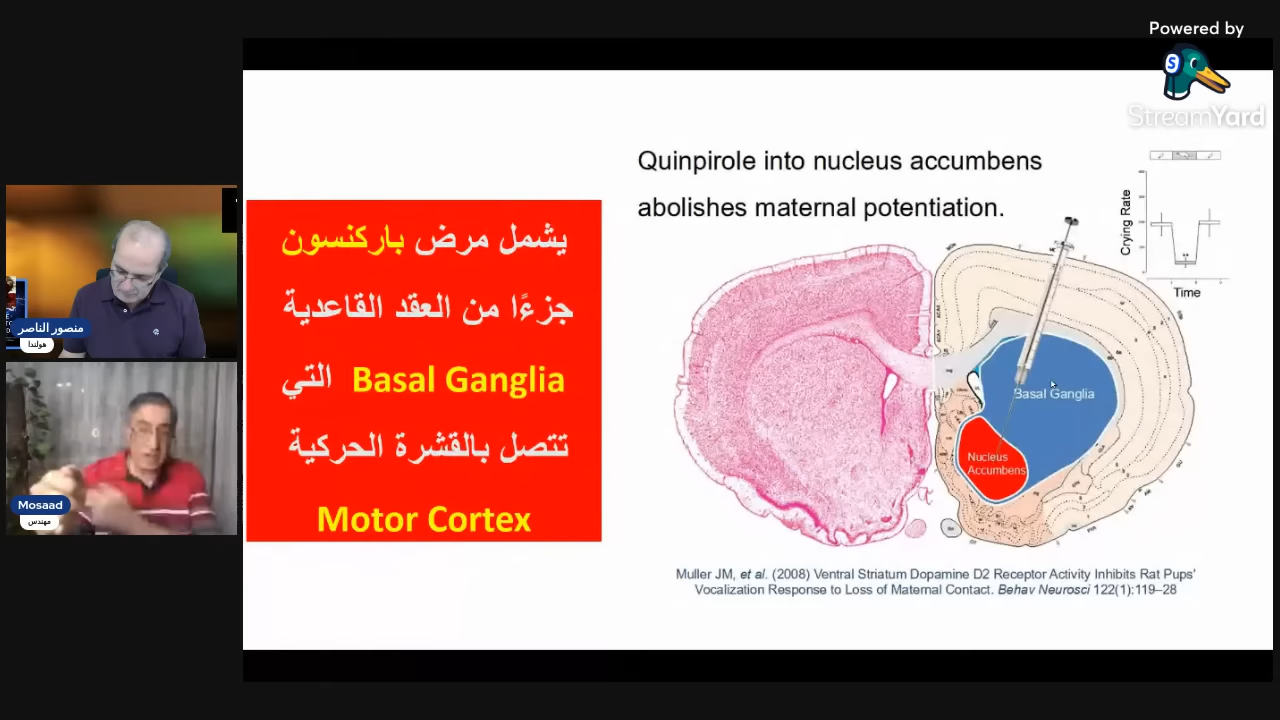 Powered by
StreamYard
Quinpirole into nucleus accumbens
abolishes maternal potentiation.
يشمل مرض باركنسون
جزءًا من العقد القاعدية
Basal Ganglia التي
تتصل بالقشرة الحركية
Motor Cortex
Crying Rate
Time
Basal Ganglia
Nucleus
Accumbens
منصور الناصر
هولندا
Mosaad
مهندس
Muller JM, et al. (2008) Ventral Striatum Dopamine D2 Receptor Activity Inhibits Rat Pups'
Vocalization Response to Loss of Maternal Contact. Behav Neurosci 122(1):119–28